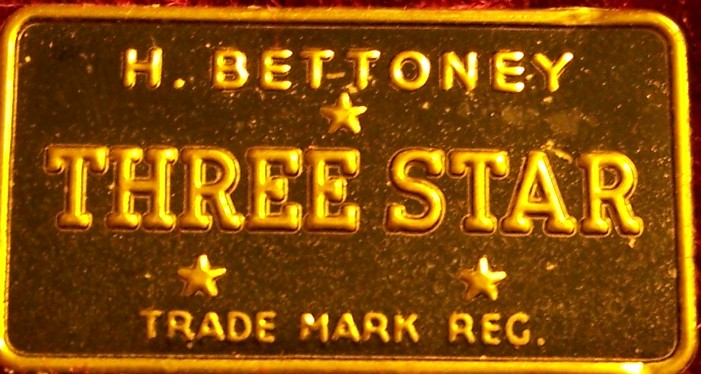 H. BETTONEY
THREE STAR
TRADE MARK REG.